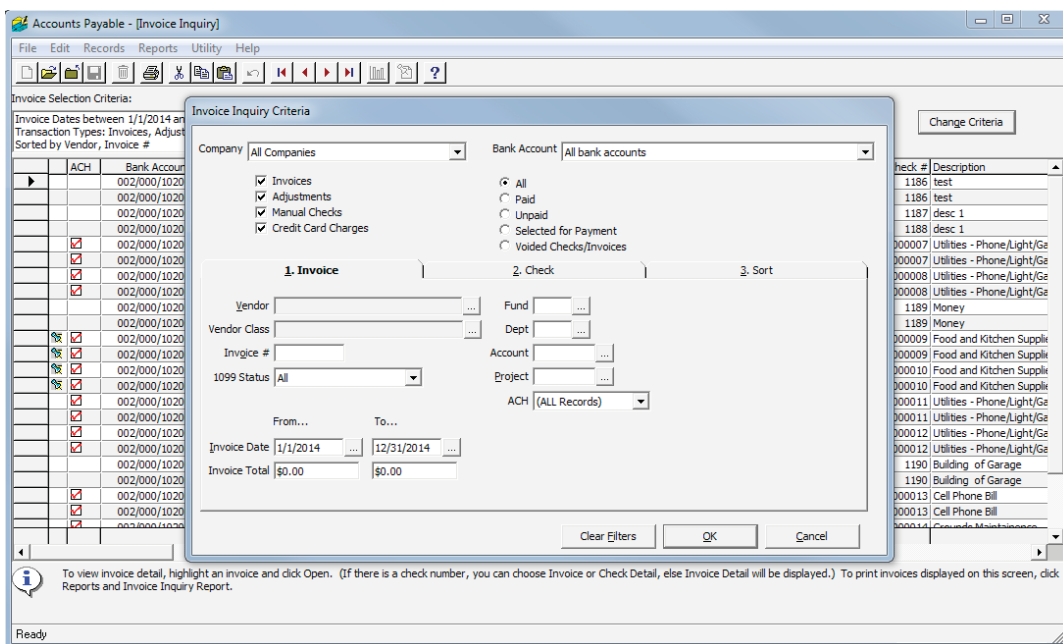 Accounts Payable - [Invoice Inquiry]
File Edit Records Reports Utility Help
Invoice Selection Criteria:
Invoice Dates between 1/1/2014 an
Transaction Types: Invoices, Adjust
Sorted by Vendor, Invoice #
Change Criteria
Invoice Inquiry Criteria
Company All Companies Bank Account All bank accounts
Invoices All
Adjustments Paid
Manual Checks Unpaid
Credit Card Charges Selected for Payment
Voided Checks/Invoices
1. Invoice 2. Check 3. Sort
Vendor ... Fund ...
Vendor Class ... Dept ...
Invoice # Account ...
1099 Status All Project ...
ACH (ALL Records)
From... To...
Invoice Date 1/1/2014 ... 12/31/2014 ...
Invoice Total $0.00 $0.00
Clear Filters OK Cancel
ACH Bank Accoun heck # Description
002/000/1020 1186 test
002/000/1020 1186 test
002/000/1020 1187 desc 1
002/000/1020 1188 desc 1
002/000/1020 000007 Utilities - Phone/Light/Ga
002/000/1020 000007 Utilities - Phone/Light/Ga
002/000/1020 000008 Utilities - Phone/Light/Ga
002/000/1020 000008 Utilities - Phone/Light/Ga
002/000/1020 1189 Money
002/000/1020 1189 Money
002/000/1020 000009 Food and Kitchen Supplie
002/000/1020 000009 Food and Kitchen Supplie
002/000/1020 000010 Food and Kitchen Supplie
002/000/1020 000010 Food and Kitchen Supplie
002/000/1020 000011 Utilities - Phone/Light/Ga
002/000/1020 000011 Utilities - Phone/Light/Ga
002/000/1020 000012 Utilities - Phone/Light/Ga
002/000/1020 000012 Utilities - Phone/Light/Ga
002/000/1020 1190 Building of Garage
002/000/1020 1190 Building of Garage
002/000/1020 000013 Cell Phone Bill
002/000/1020 000013 Cell Phone Bill
002/000/1020 000014 Grounds Maintainence
To view invoice detail, highlight an invoice and click Open. (If there is a check number, you can choose Invoice or Check Detail, else Invoice Detail will be displayed.) To print invoices displayed on this screen, click
Reports and Invoice Inquiry Report.
Ready